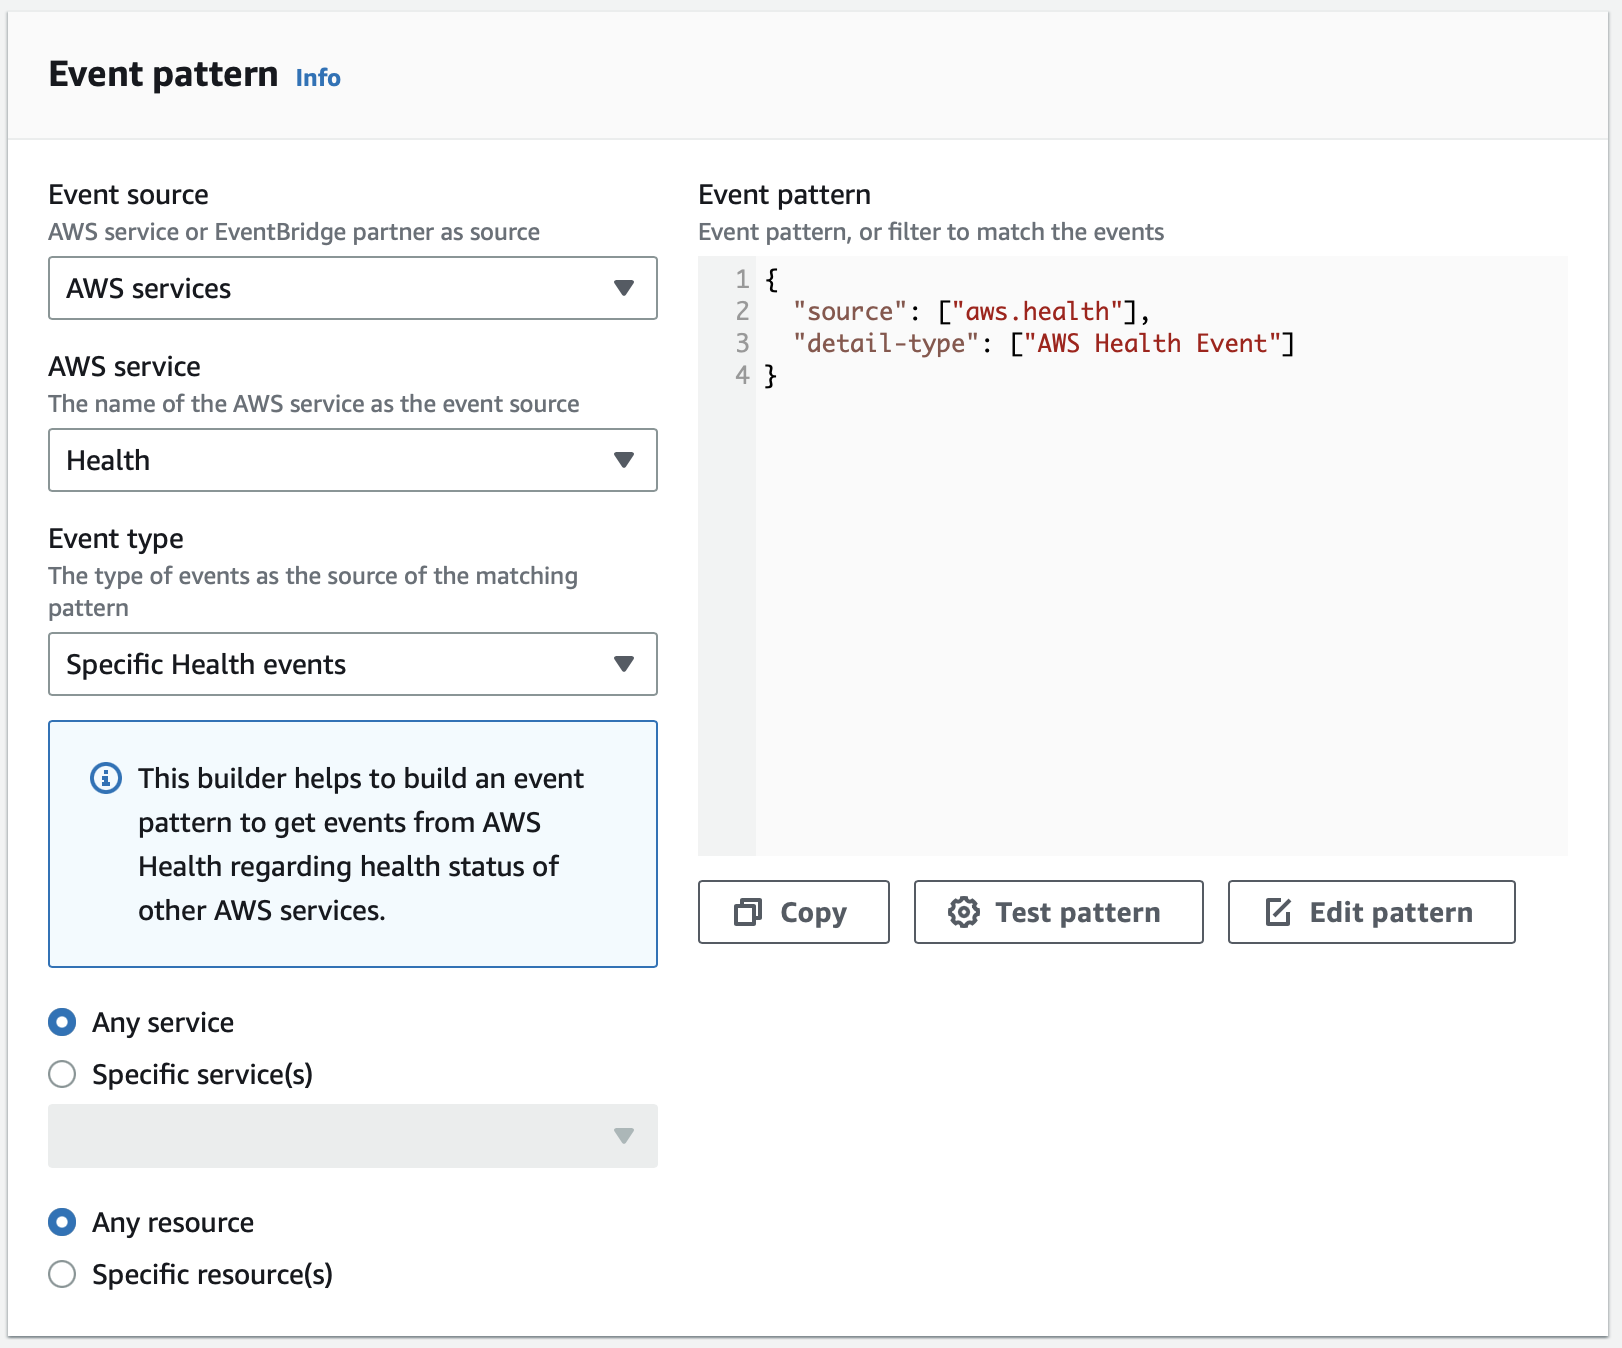 Event pattern Info
Event source
AWS service or EventBridge partner as source
AWS services
AWS service
The name of the AWS service as the event source
Health
Event type
The type of events as the source of the matching
pattern
Specific Health events
This builder helps to build an event
pattern to get events from AWS
Health regarding health status of
other AWS services.
Any service
Specific service(s)
Any resource
Specific resource(s)
Event pattern
Event pattern, or filter to match the events
1 {
2   "source": ["aws.health"],
3   "detail-type": ["AWS Health Event"]
4 }
Copy
Test pattern
Edit pattern